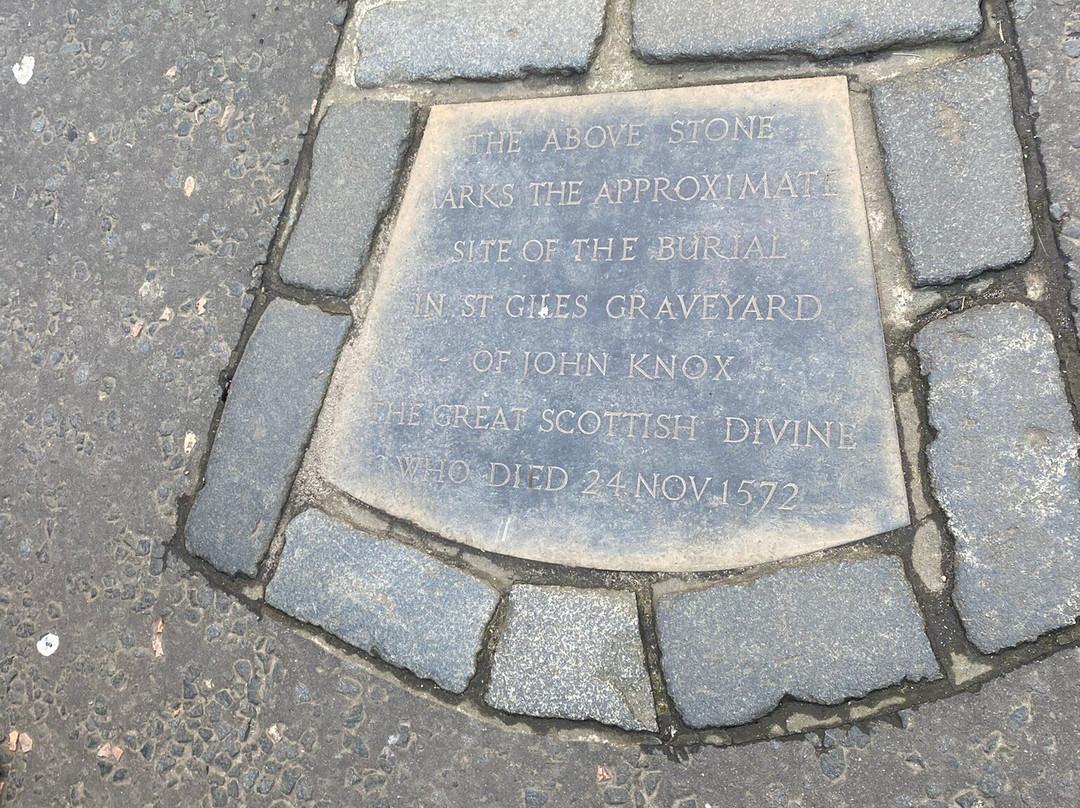 THE ABOVE STONE
MARKS THE APPROXIMATE
SITE OF THE BURIAL
IN ST GILES GRAVEYARD
OF JOHN KNOX
THE GREAT SCOTTISH DIVINE
WHO DIED 24 NOV 1572